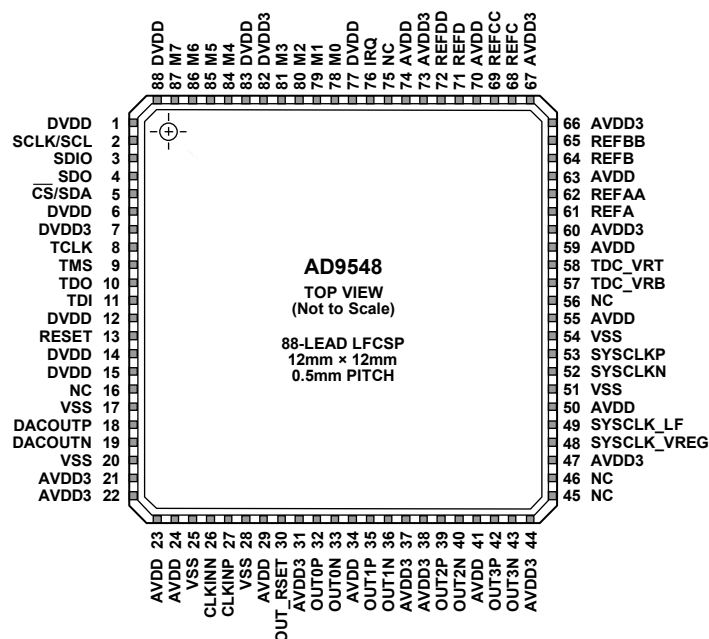 88 DVDD
87 M7
86 M6
85 M5
84 M4
83 DVDD
82 DVDD3
81 M3
80 M2
79 M1
78 M0
77 DVDD
76 IRQ
75 NC
74 AVDD
73 AVDD3
72 REFDD
71 REFD
70 AVDD
69 REFCC
68 REFC
67 AVDD3
DVDD 1
SCLK/SCL 2
SDIO 3
SDO 4
CS/SDA 5
DVDD 6
DVDD3 7
TCLK 8
TMS 9
TDO 10
TDI 11
DVDD 12
RESET 13
DVDD 14
DVDD 15
NC 16
VSS 17
DACOUTP 18
DACOUTN 19
VSS 20
AVDD3 21
AVDD3 22
AD9548
TOP VIEW
(Not to Scale)
88-LEAD LFCSP
12mm × 12mm
0.5mm PITCH
66 AVDD3
65 REFBB
64 REFB
63 AVDD
62 REFAA
61 REFA
60 AVDD3
59 AVDD
58 TDC_VRT
57 TDC_VRB
56 NC
55 AVDD
54 VSS
53 SYSCLKP
52 SYSCLKN
51 VSS
50 AVDD
49 SYSCLK_LF
48 SYSCLK_VREG
47 AVDD3
46 NC
45 NC
AVDD 23
AVDD 24
VSS 25
CLKINN 26
CLKINP 27
VSS 28
AVDD 29
OUT_RSET 30
AVDD3 31
OUT0P 32
OUT0N 33
AVDD 34
OUT1P 35
OUT1N 36
AVDD3 37
AVDD3 38
OUT2P 39
OUT2N 40
AVDD 41
OUT3P 42
OUT3N 43
AVDD3 44